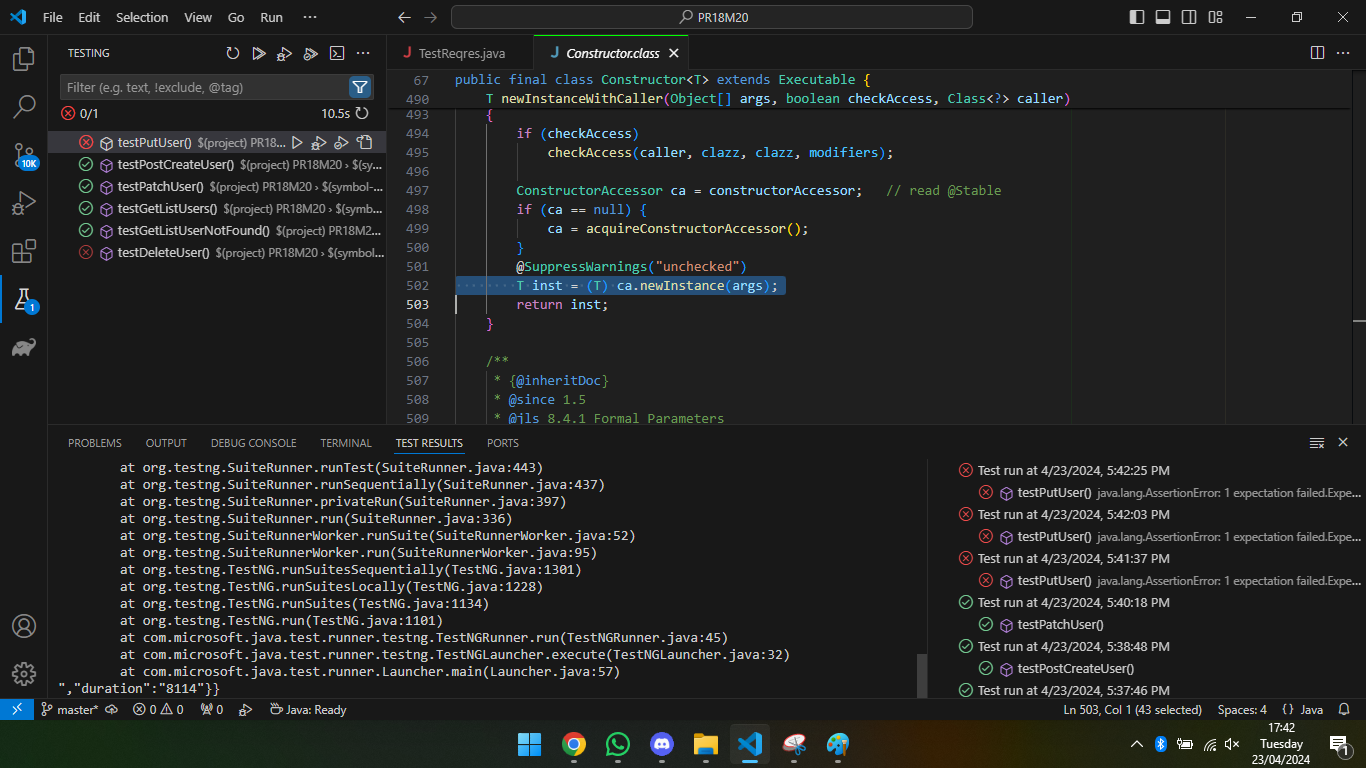 File Edit Selection View Go Run ··· PR18M20
TESTING
Filter (e.g. text, !exclude, @tag)
0/1 10.5s
testPutUser() $(project) PR18...
testPostCreateUser() $(project) PR18M20 › $(sy...
testPatchUser() $(project) PR18M20 › $(symbol-...
testGetListUsers() $(project) PR18M20 › $(symb...
testGetListUserNotFound() $(project) PR18M2...
testDeleteUser() $(project) PR18M20 › $(symbol...
10K
1
TestReqres.java Constructor.class
67 public final class Constructor<T> extends Executable {
490 T newInstanceWithCaller(Object[] args, boolean checkAccess, Class<?> caller)
493 {
494 if (checkAccess)
495 checkAccess(caller, clazz, clazz, modifiers);
496
497 ConstructorAccessor ca = constructorAccessor; // read @Stable
498 if (ca == null) {
499 ca = acquireConstructorAccessor();
500 }
501 @SuppressWarnings("unchecked")
502 T inst = (T) ca.newInstance(args);
503 return inst;
504 }
505
506 /**
507 * {@inheritDoc}
508 * @since 1.5
509 * @jls 8.4.1 Formal Parameters
PROBLEMS OUTPUT DEBUG CONSOLE TERMINAL TEST RESULTS PORTS
at org.testng.SuiteRunner.runTest(SuiteRunner.java:443)
at org.testng.SuiteRunner.runSequentially(SuiteRunner.java:437)
at org.testng.SuiteRunner.privateRun(SuiteRunner.java:397)
at org.testng.SuiteRunner.run(SuiteRunner.java:336)
at org.testng.SuiteRunnerWorker.runSuite(SuiteRunnerWorker.java:52)
at org.testng.SuiteRunnerWorker.run(SuiteRunnerWorker.java:95)
at org.testng.TestNG.runSuitesSequentially(TestNG.java:1301)
at org.testng.TestNG.runSuitesLocally(TestNG.java:1228)
at org.testng.TestNG.runSuites(TestNG.java:1134)
at org.testng.TestNG.run(TestNG.java:1101)
at com.microsoft.java.test.runner.testng.TestNGRunner.run(TestNGRunner.java:45)
at com.microsoft.java.test.runner.testng.TestNGLauncher.execute(TestNGLauncher.java:32)
at com.microsoft.java.test.runner.Launcher.main(Launcher.java:57)
","duration":"8114"}}
Test run at 4/23/2024, 5:42:25 PM
testPutUser() java.lang.AssertionError: 1 expectation failed.Expe...
Test run at 4/23/2024, 5:42:03 PM
testPutUser() java.lang.AssertionError: 1 expectation failed.Expe...
Test run at 4/23/2024, 5:41:37 PM
testPutUser() java.lang.AssertionError: 1 expectation failed.Expe...
Test run at 4/23/2024, 5:40:18 PM
testPatchUser()
Test run at 4/23/2024, 5:38:48 PM
testPostCreateUser()
Test run at 4/23/2024, 5:37:46 PM
master* 0 0 0 Java: Ready Ln 503, Col 1 (43 selected) Spaces: 4 {} Java
17:42
Tuesday
23/04/2024
1